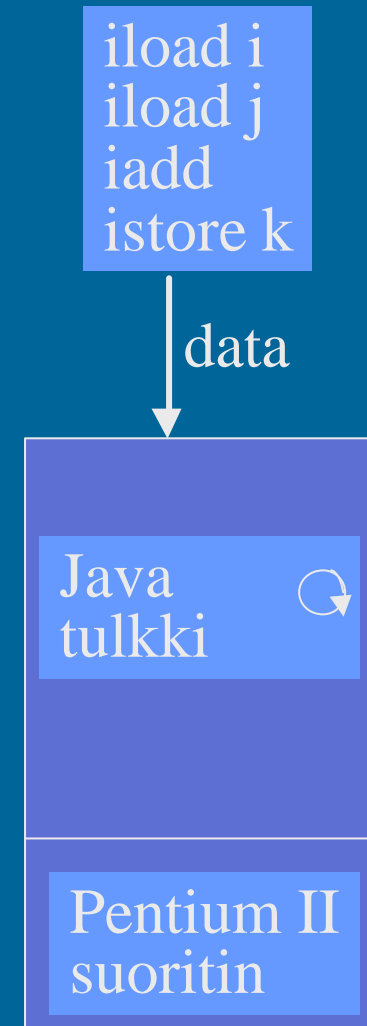 iload i
iload j
iadd
istore k
data
Java
tulkki
Pentium II
suoritin